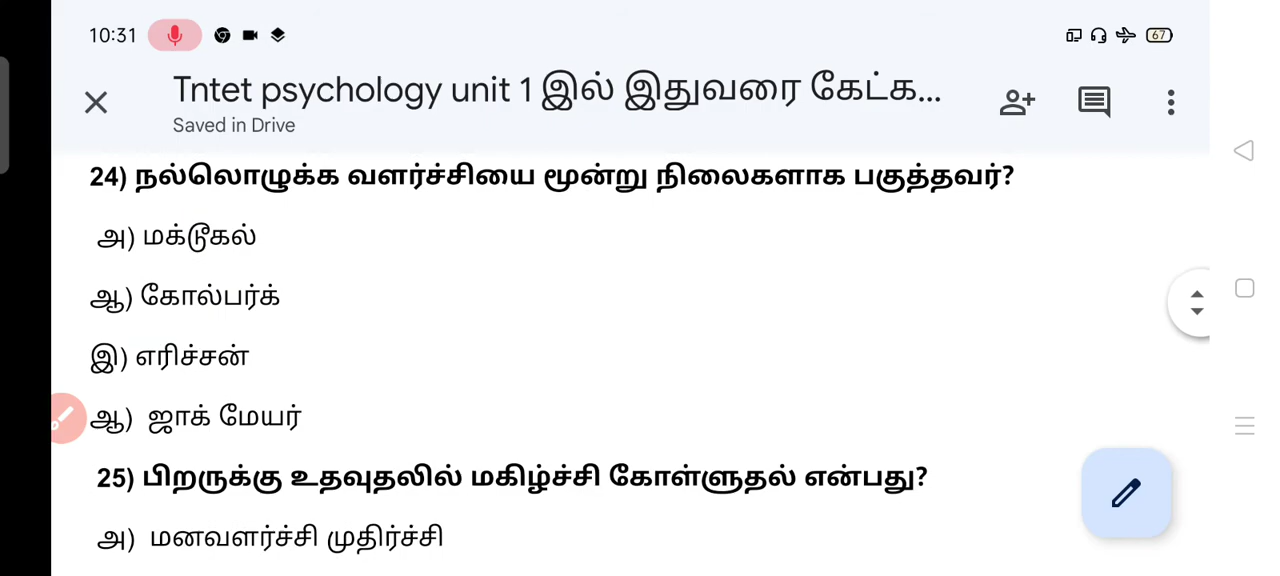 10:31
67
Tntet psychology unit 1 இல் இதுவரை கேட்க...
Saved in Drive
24) நல்லொழுக்க வளர்ச்சியை மூன்று நிலைகளாக பகுத்தவர்?
அ) மக்டூகல்
ஆ) கோல்பர்க்
இ) எரிச்சன்
ஆ) ஜாக் மேயர்
25) பிறருக்கு உதவுதலில் மகிழ்ச்சி கோள்ளுதல் என்பது?
அ) மனவளர்ச்சி முதிர்ச்சி